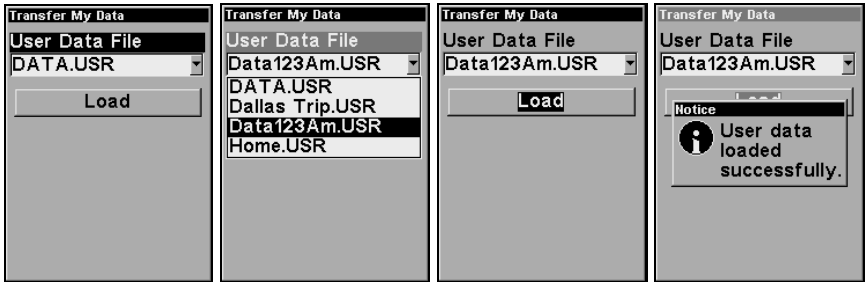 Transfer My Data
User Data File
DATA.USR
Load
Transfer My Data
User Data File
Data123Am.USR
DATA.USR
Dallas Trip.USR
Data123Am.USR
Home.USR
Transfer My Data
User Data File
Data123Am.USR
Load
Transfer My Data
User Data File
Data123Am.USR
Load
Notice
User data
loaded
successfully.